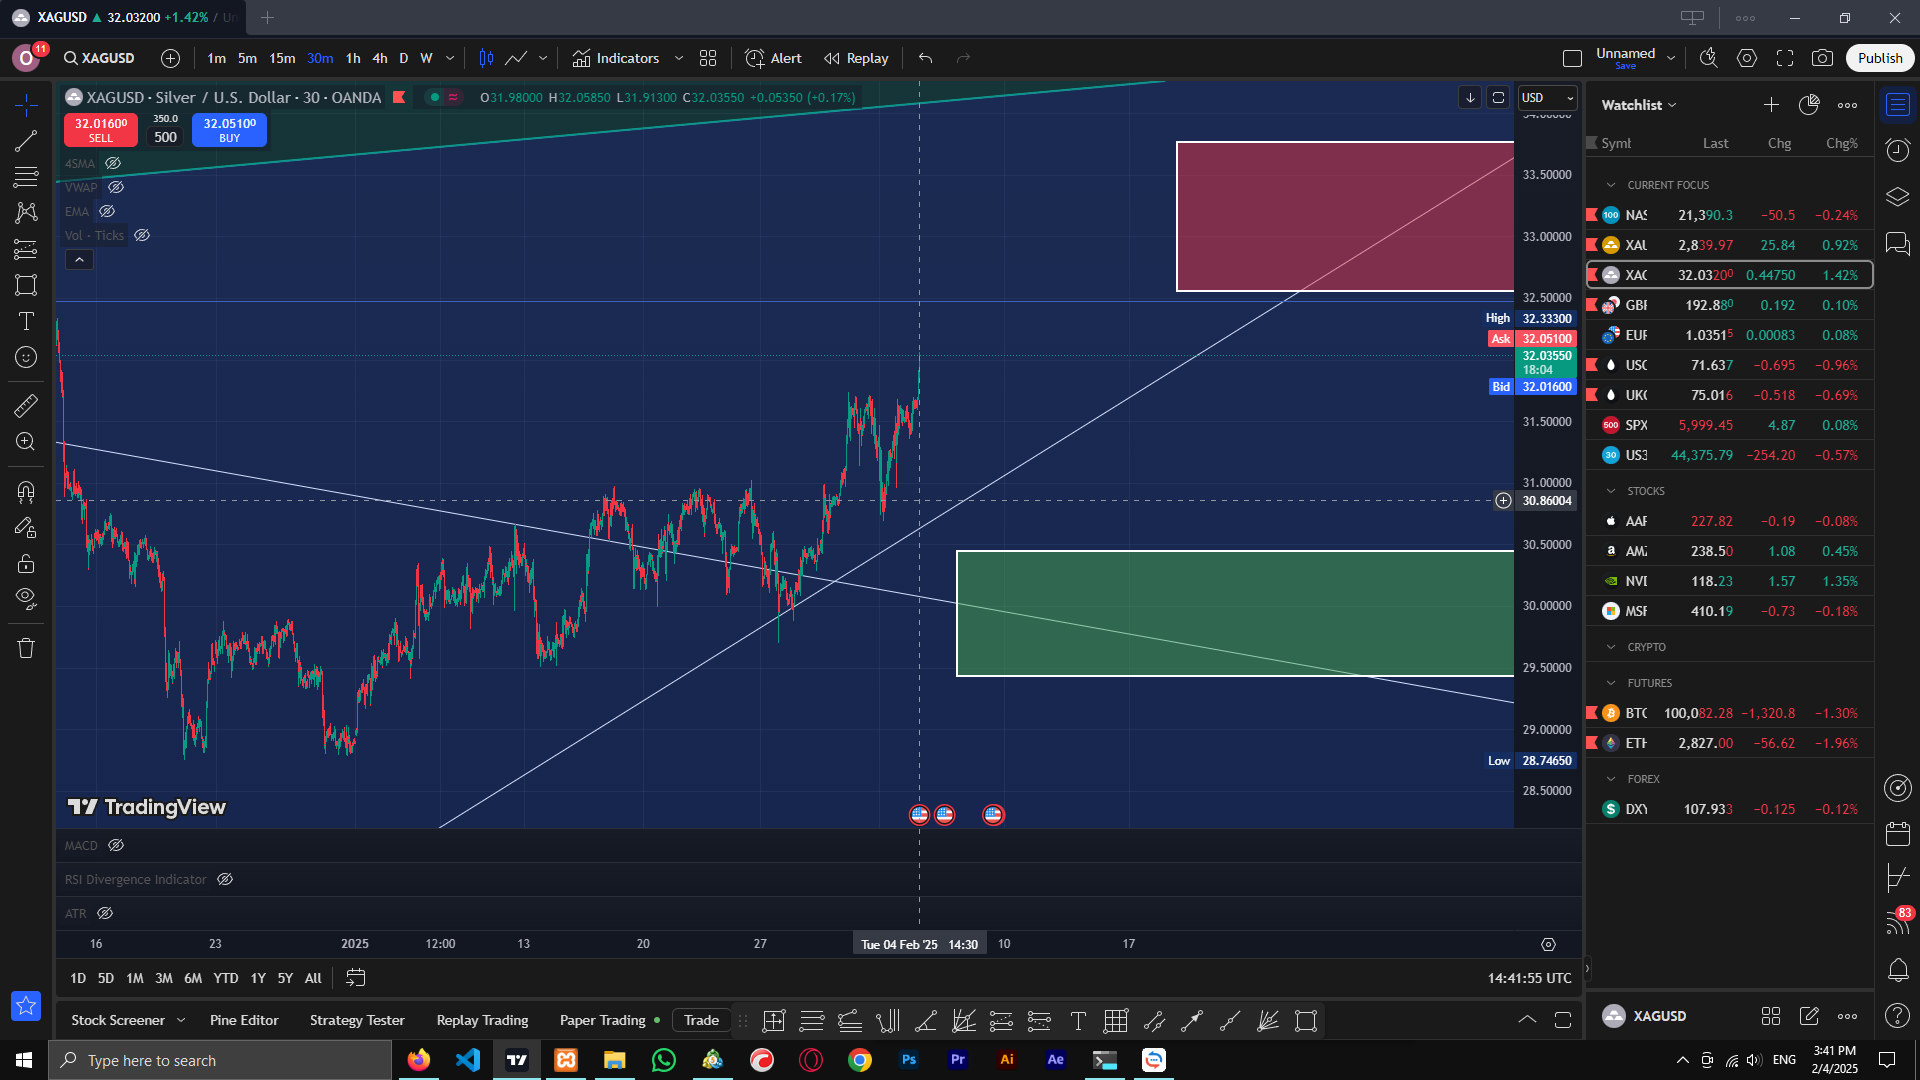 XAGUSD ▲ 32.03200 +1.42% / Un
O 11 XAGUSD 1m 5m 15m 30m 1h 4h D W Indicators Alert Replay Unnamed Save Publish
XAGUSD · Silver / U.S. Dollar · 30 · OANDA O31.98000 H32.05850 L31.91300 C32.03550 +0.05350 (+0.17%)
32.01600 SELL
350.0
500
32.05100 BUY
4SMA
VWAP
EMA
Vol · Ticks
USD
33.50000
33.00000
32.50000
High 32.33300
Ask 32.05100
32.03550
18:04
Bid 32.01600
31.50000
31.00000
30.86004
30.50000
30.00000
29.50000
29.00000
Low 28.74650
28.50000
TradingView
MACD
RSI Divergence Indicator
ATR
16 23 2025 12:00 13 20 27 Tue 04 Feb '25 14:30 10 17
1D 5D 1M 3M 6M YTD 1Y 5Y All 14:41:55 UTC
Stock Screener Pine Editor Strategy Tester Replay Trading Paper Trading Trade
Watchlist
Symb Last Chg Chg%
CURRENT FOCUS
100 NAS 21,390.3 −50.5 −0.24%
XAU 2,839.97 25.84 0.92%
XAG 32.03200 0.44750 1.42%
GBP 192.880 0.192 0.10%
EUR 1.03515 0.00083 0.08%
USO 71.637 −0.695 −0.96%
UKO 75.016 −0.518 −0.69%
500 SPX 5,999.45 4.87 0.08%
30 US3 44,375.79 −254.20 −0.57%
STOCKS
AAP 227.82 −0.19 −0.08%
AMZ 238.50 1.08 0.45%
NVD 118.23 1.57 1.35%
MSF 410.19 −0.73 −0.18%
CRYPTO
FUTURES
BTC 100,082.28 −1,320.8 −1.30%
ETH 2,827.00 −56.62 −1.96%
FOREX
DXY 107.933 −0.125 −0.12%
83
XAGUSD
Type here to search
Ps Pr Ai Ae
ENG
3:41 PM
2/4/2025